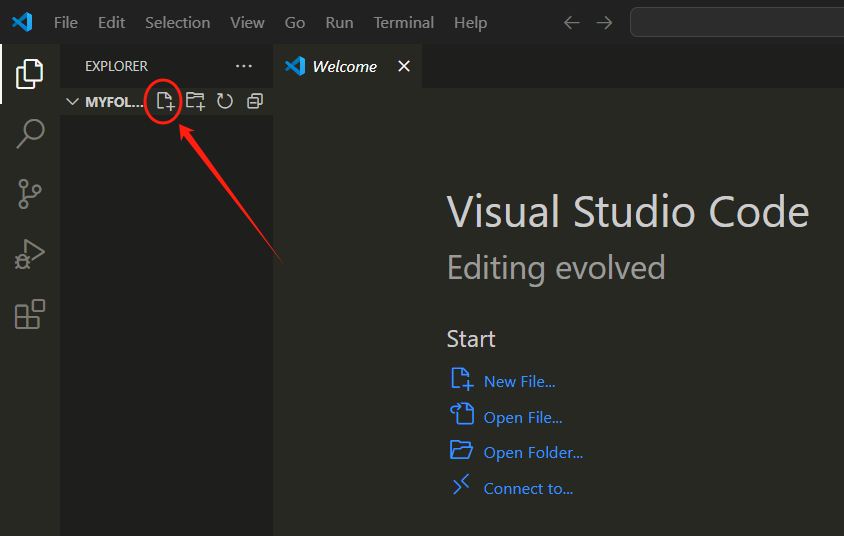 File Edit Selection View Go Run Terminal Help
EXPLORER ···
Welcome
MYFOL...
Visual Studio Code
Editing evolved
Start
New File...
Open File...
Open Folder...
Connect to...